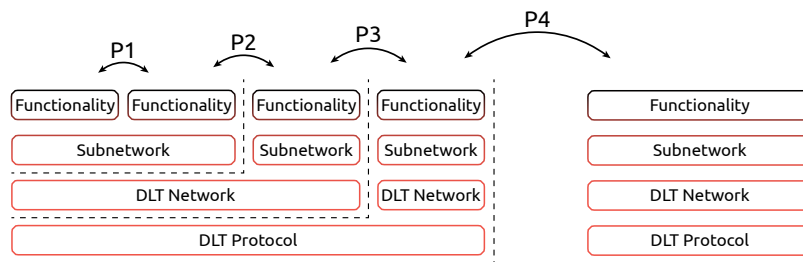 P1 P2 P3 P4
Functionality Functionality Functionality Functionality Functionality
Subnetwork Subnetwork Subnetwork Subnetwork
DLT Network DLT Network DLT Network
DLT Protocol DLT Protocol